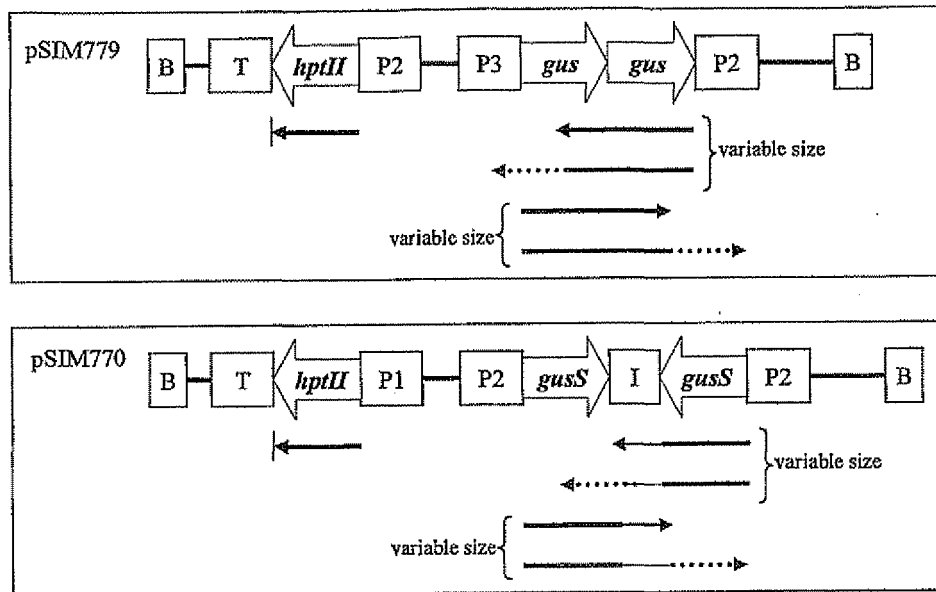 pSIM779
B T hptII P2 P3 gus gus P2 B
variable size
variable size
pSIM770
B T hptII P1 P2 gusS I gusS P2 B
variable size
variable size